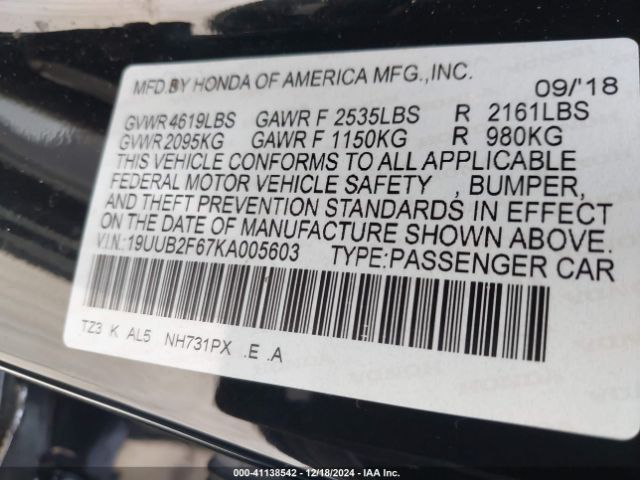 MFD.BY HONDA OF AMERICA MFG.,INC.
09/'18
GVWR 4619LBS GAWR F 2535LBS R 2161LBS
GVWR 2095KG GAWR F 1150KG R 980KG
THIS VEHICLE CONFORMS TO ALL APPLICABLE
FEDERAL MOTOR VEHICLE SAFETY , BUMPER,
AND THEFT PREVENTION STANDARDS IN EFFECT
ON THE DATE OF MANUFACTURE SHOWN ABOVE.
V.I.N.:19UUB2F67KA005603 TYPE:PASSENGER CAR
TZ3 K AL5 NH731PX .E .A
000-41138542 - 12/18/2024 - IAA Inc.